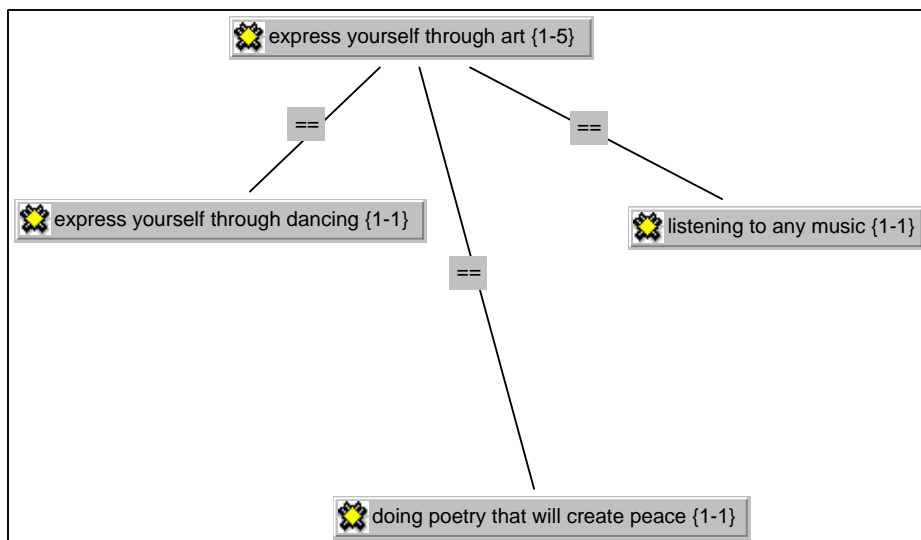 express yourself through art {1-5}
==
==
express yourself through dancing {1-1}
listening to any music {1-1}
==
doing poetry that will create peace {1-1}